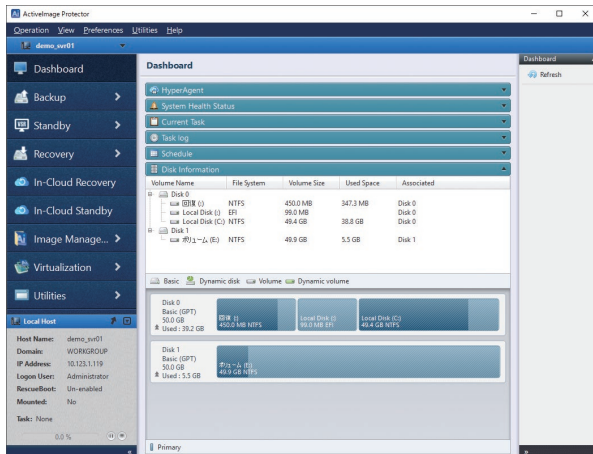 ActiveImage Protector
Operation View Preferences Utilities Help
demo_svr01
Dashboard
Backup
Standby
Recovery
In-Cloud Recovery
In-Cloud Standby
Image Manage...
Virtualization
Utilities
Local Host
Host Name: demo_svr01
Domain: WORKGROUP
IP Address: 10.123.1.119
Logon User: Administrator
RescueBoot: Un-enabled
Mounted: No
Task: None
0.0 %
Dashboard
HyperAgent
System Health Status
Current Task
Task log
Schedule
Disk Information
Volume Name File System Volume Size Used Space Associated
Disk 0
回復 (:) NTFS 450.0 MB 347.3 MB Disk 0
Local Disk (:) EFI 99.0 MB Disk 0
Local Disk (C:) NTFS 49.4 GB 38.8 GB Disk 0
Disk 1
ボリューム (E:) NTFS 49.9 GB 5.5 GB Disk 1
Basic Dynamic disk Volume Dynamic volume
Disk 0
Basic (GPT)
50.0 GB
Used : 39.2 GB
回復 (:)
450.0 MB NTFS
Local Disk (:)
99.0 MB EFI
Local Disk (C:)
49.4 GB NTFS
Disk 1
Basic (GPT)
50.0 GB
Used : 5.5 GB
ボリューム (E:)
49.9 GB NTFS
Primary
Dashboard
Refresh